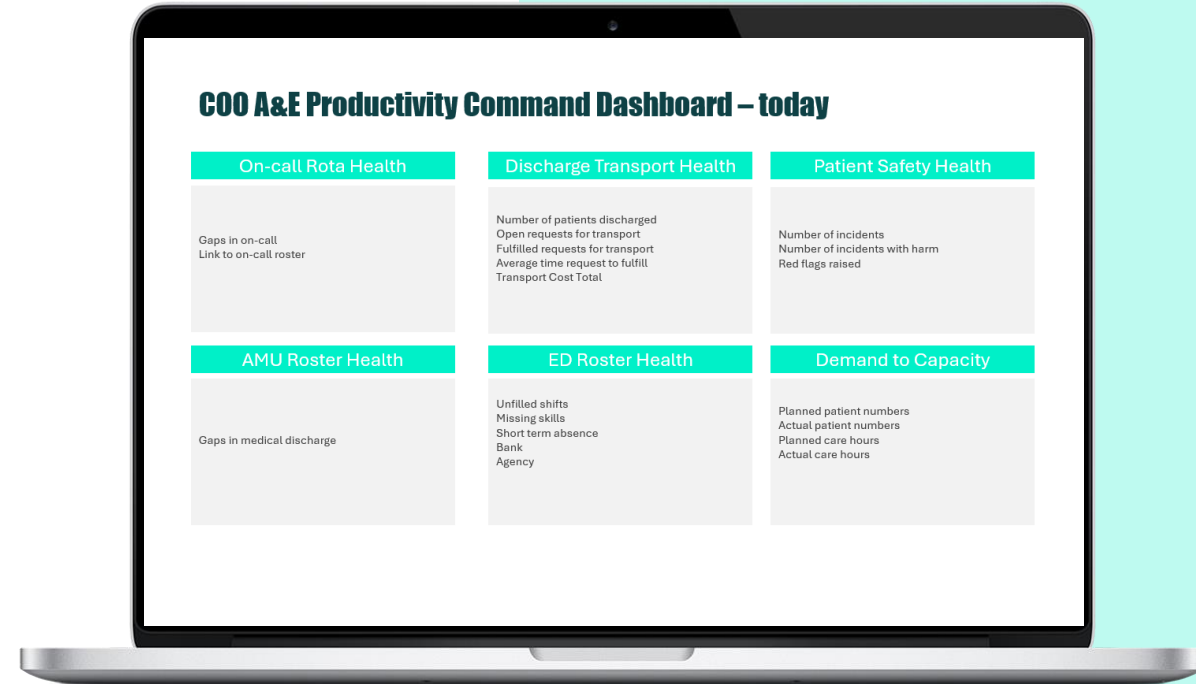 COO A&E Productivity Command Dashboard – today
On-call Rota Health
Gaps in on-call
Link to on-call roster
Discharge Transport Health
Number of patients discharged
Open requests for transport
Fulfilled requests for transport
Average time request to fulfill
Transport Cost Total
Patient Safety Health
Number of incidents
Number of incidents with harm
Red flags raised
AMU Roster Health
Gaps in medical discharge
ED Roster Health
Unfilled shifts
Missing skills
Short term absence
Bank
Agency
Demand to Capacity
Planned patient numbers
Actual patient numbers
Planned care hours
Actual care hours